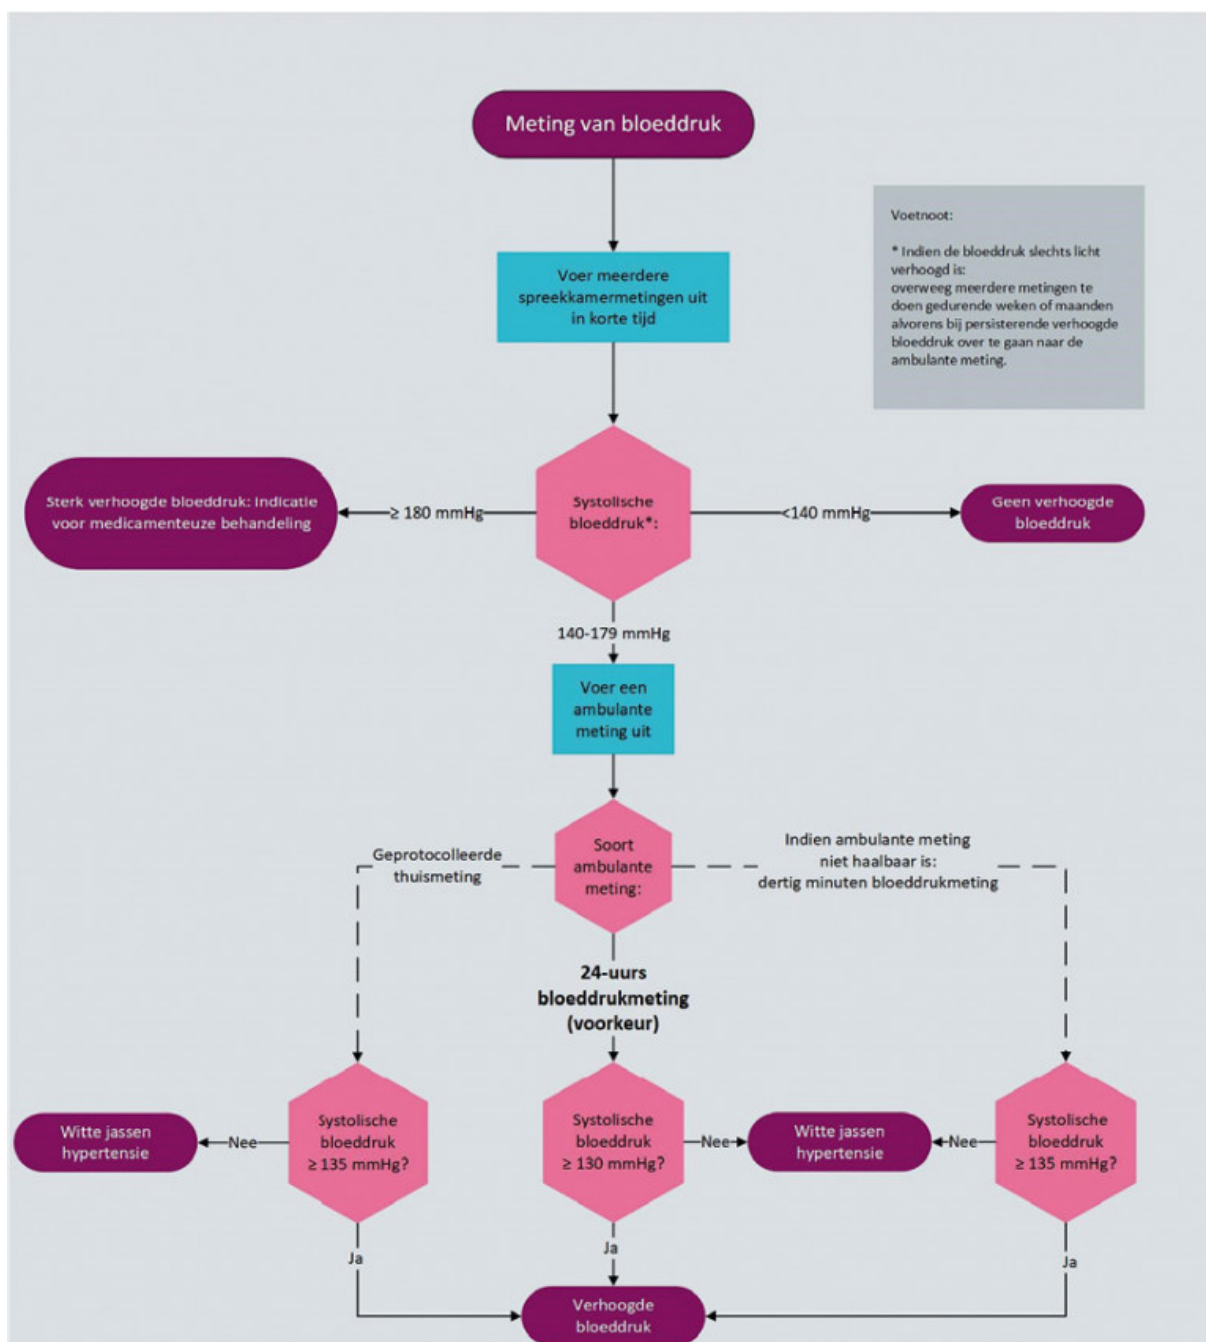 Meting van bloeddruk
Voetnoot:
* Indien de bloeddruk slechts licht
verhoogd is:
overweeg meerdere metingen te
doen gedurende weken of maanden
alvorens bij persisterende verhoogde
bloeddruk over te gaan naar de
ambulante meting.
Voer meerdere
spreekkamermetingen uit
in korte tijd
Sterk verhoogde bloeddruk: indicatie
voor medicamenteuze behandeling
≥ 180 mmHg
Systolische
bloeddruk*:
<140 mmHg
Geen verhoogde
bloeddruk
140-179 mmHg
Voer een
ambulante
meting uit
Geprotocolleerde
thuismeting
Soort
ambulante
meting:
Indien ambulante meting
niet haalbaar is:
dertig minuten bloeddrukmeting
24-uurs
bloeddrukmeting
(voorkeur)
Witte jassen
hypertensie
Nee
Systolische
bloeddruk
≥ 135 mmHg?
Systolische
bloeddruk
≥ 130 mmHg?
Nee
Witte jassen
hypertensie
Nee
Systolische
bloeddruk
≥ 135 mmHg?
Ja
Ja
Ja
Verhoogde
bloeddruk